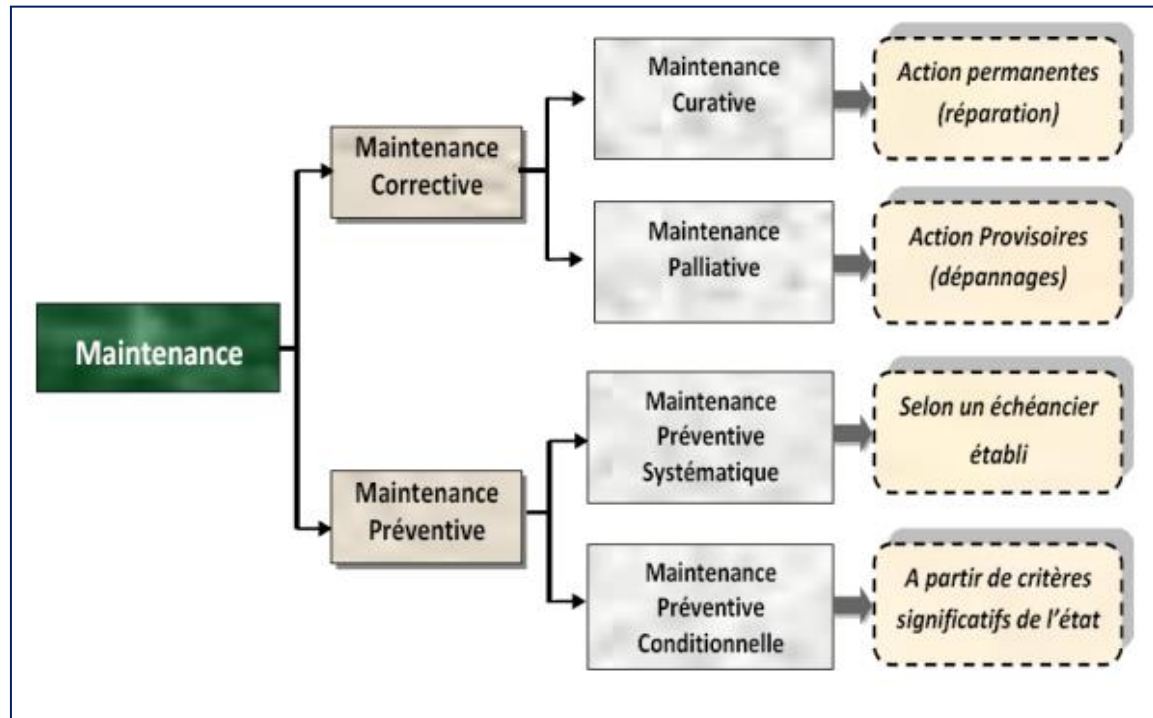 Maintenance
Maintenance
Corrective
Maintenance
Curative
Action permanentes
(réparation)
Maintenance
Palliative
Action Provisoires
(dépannages)
Maintenance
Préventive
Maintenance
Préventive
Systématique
Selon un échéancier
établi
Maintenance
Préventive
Conditionnelle
A partir de critères
significatifs de l'état